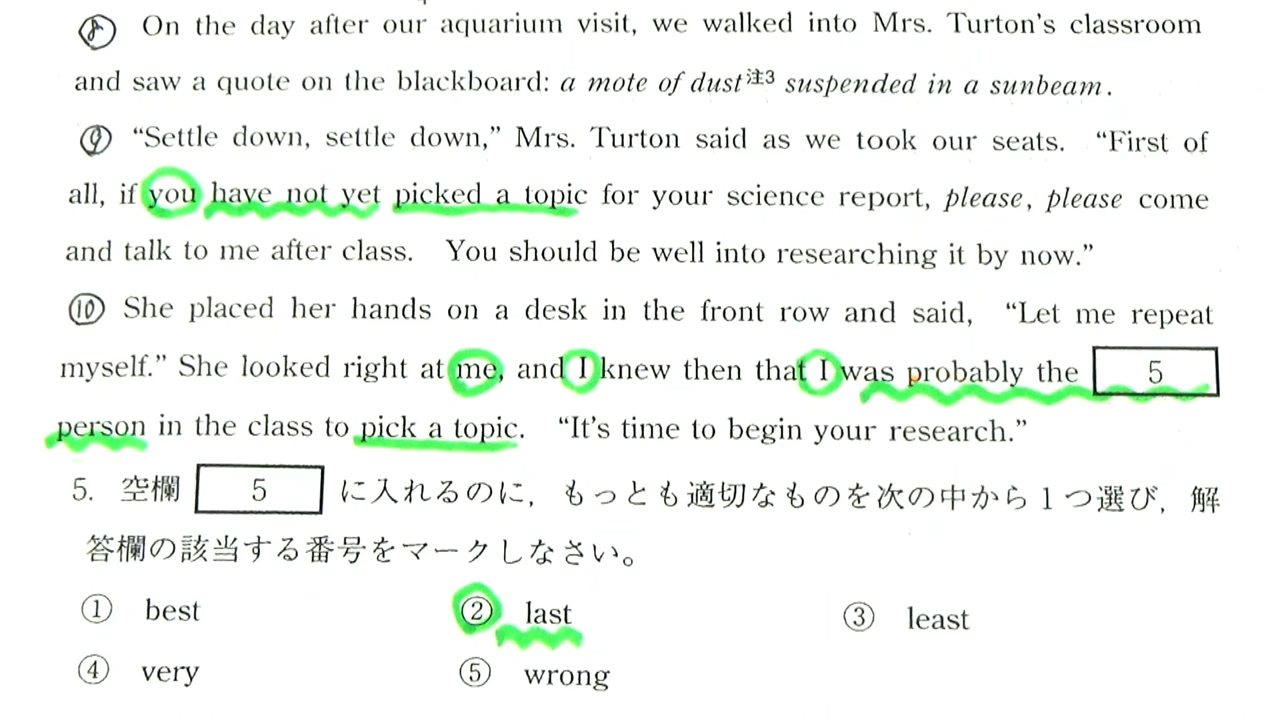 ⑧ On the day after our aquarium visit, we walked into Mrs. Turton's classroom
and saw a quote on the blackboard: a mote of dust注3 suspended in a sunbeam.
⑨ “Settle down, settle down,” Mrs. Turton said as we took our seats. “First of
all, if you have not yet picked a topic for your science report, please, please come
and talk to me after class. You should be well into researching it by now.”
⑩ She placed her hands on a desk in the front row and said, “Let me repeat
myself.” She looked right at me, and I knew then that I was probably the 5
person in the class to pick a topic. “It's time to begin your research.”
5. 空欄 5 に入れるのに，もっとも適切なものを次の中から1つ選び，解
答欄の該当する番号をマークしなさい。
① best ② last ③ least
④ very ⑤ wrong